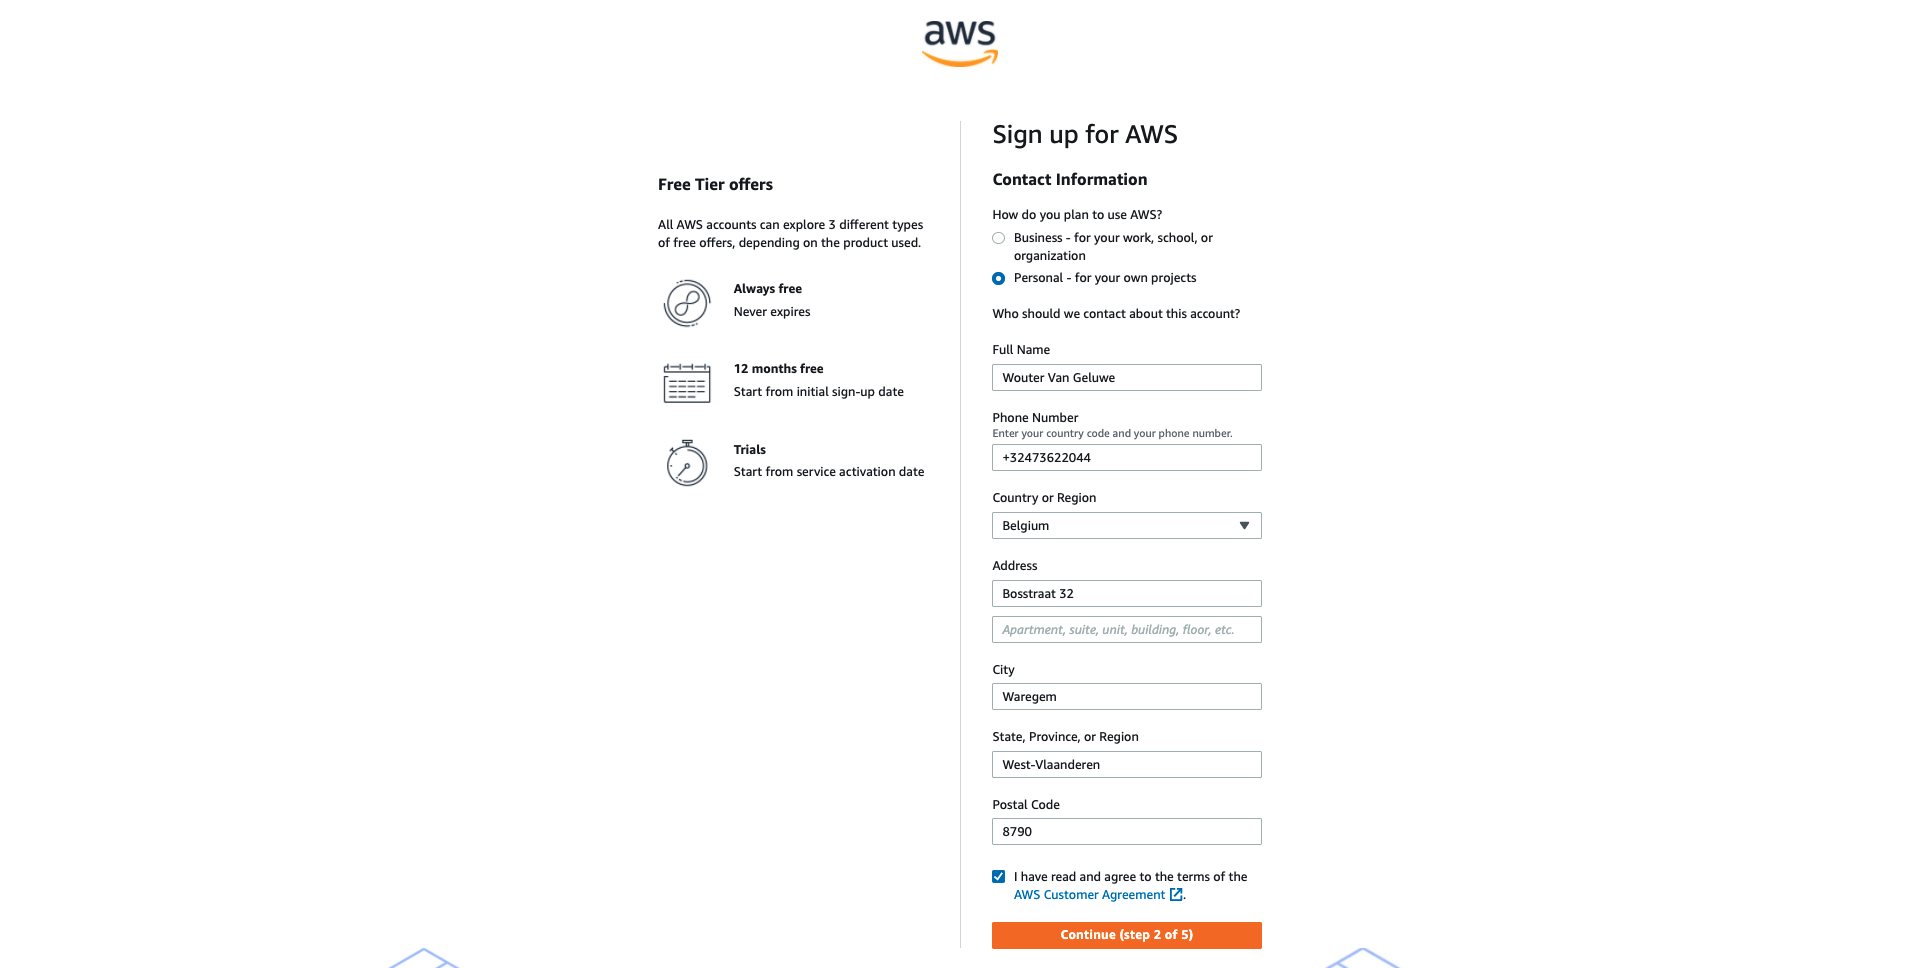 aws
Free Tier offers
All AWS accounts can explore 3 different types
of free offers, depending on the product used.
Always free
Never expires
12 months free
Start from initial sign-up date
Trials
Start from service activation date
Sign up for AWS
Contact Information
How do you plan to use AWS?
Business - for your work, school, or
organization
Personal - for your own projects
Who should we contact about this account?
Full Name
Wouter Van Geluwe
Phone Number
Enter your country code and your phone number.
+32473622044
Country or Region
Belgium
Address
Bosstraat 32
Apartment, suite, unit, building, floor, etc.
City
Waregem
State, Province, or Region
West-Vlaanderen
Postal Code
8790
I have read and agree to the terms of the
AWS Customer Agreement.
Continue (step 2 of 5)